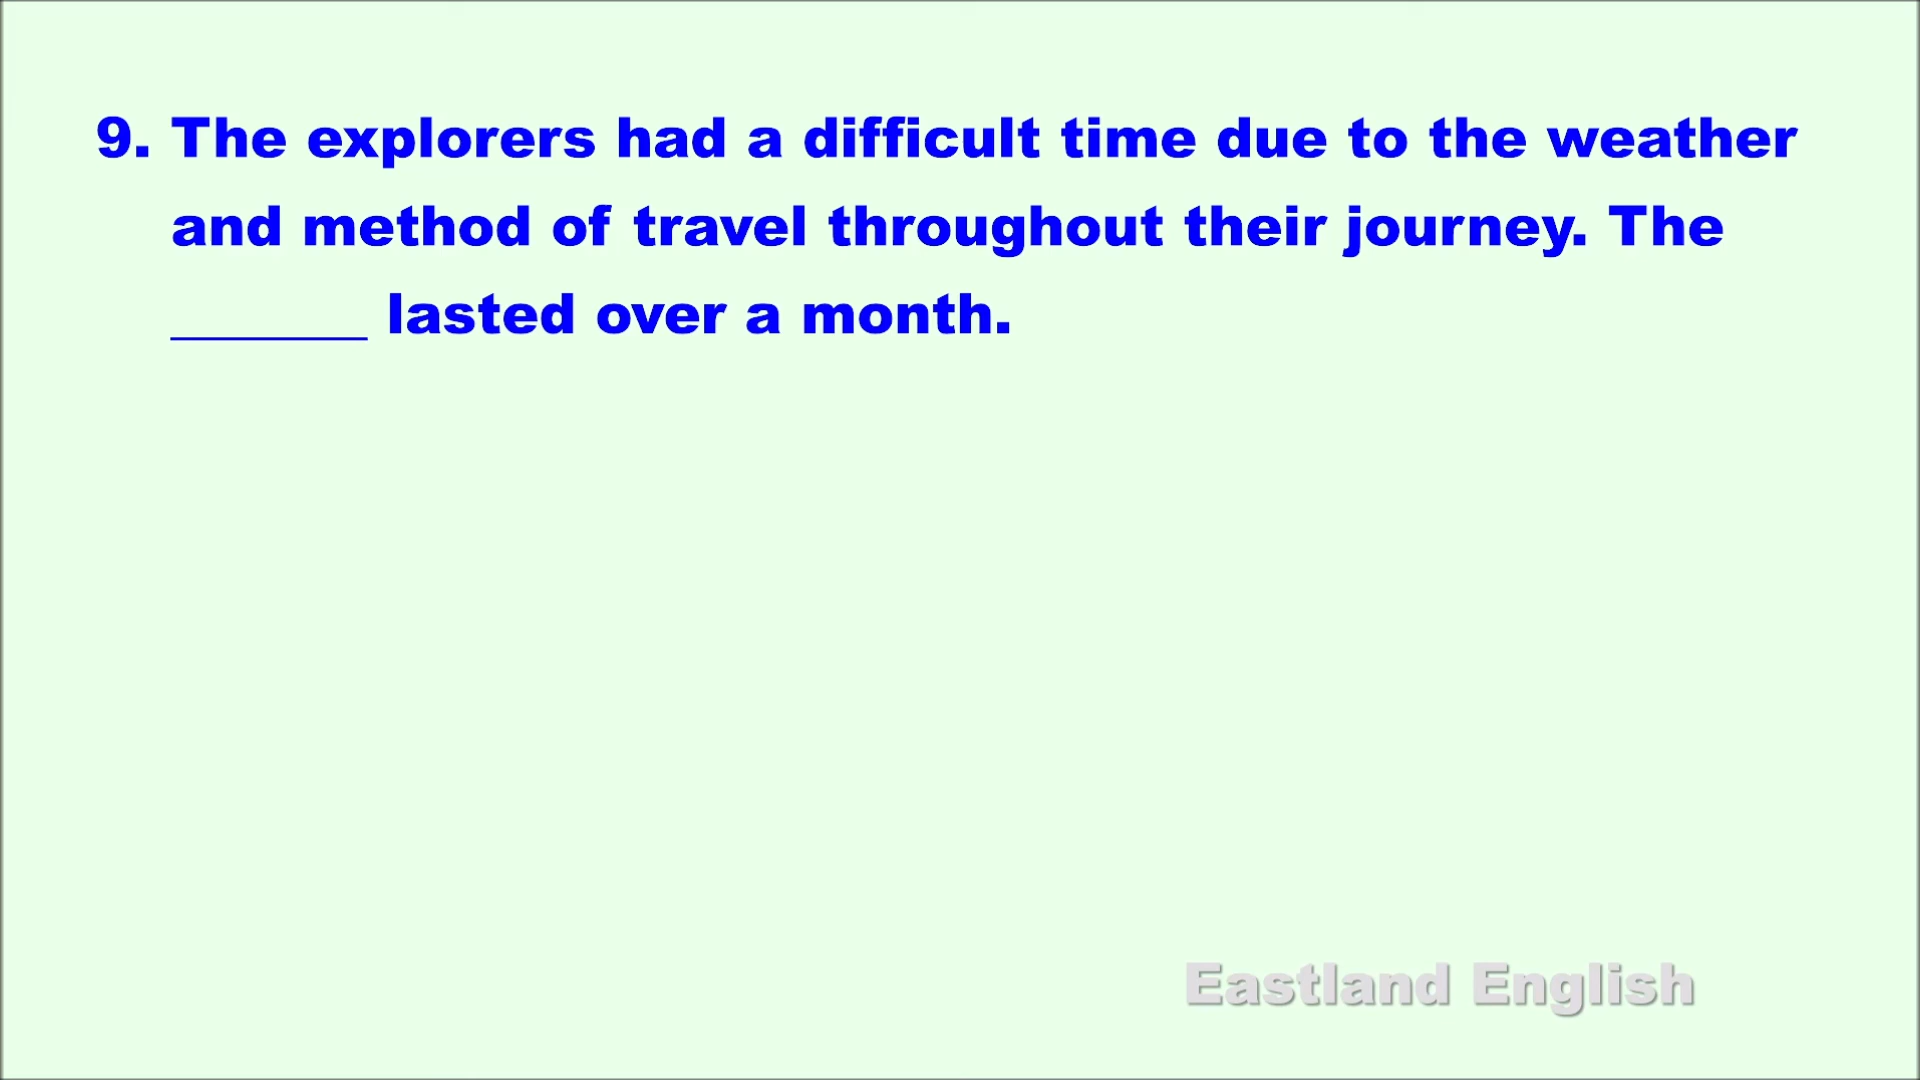 9. The explorers had a difficult time due to the weather
and method of travel throughout their journey. The
_______ lasted over a month.
Eastland English